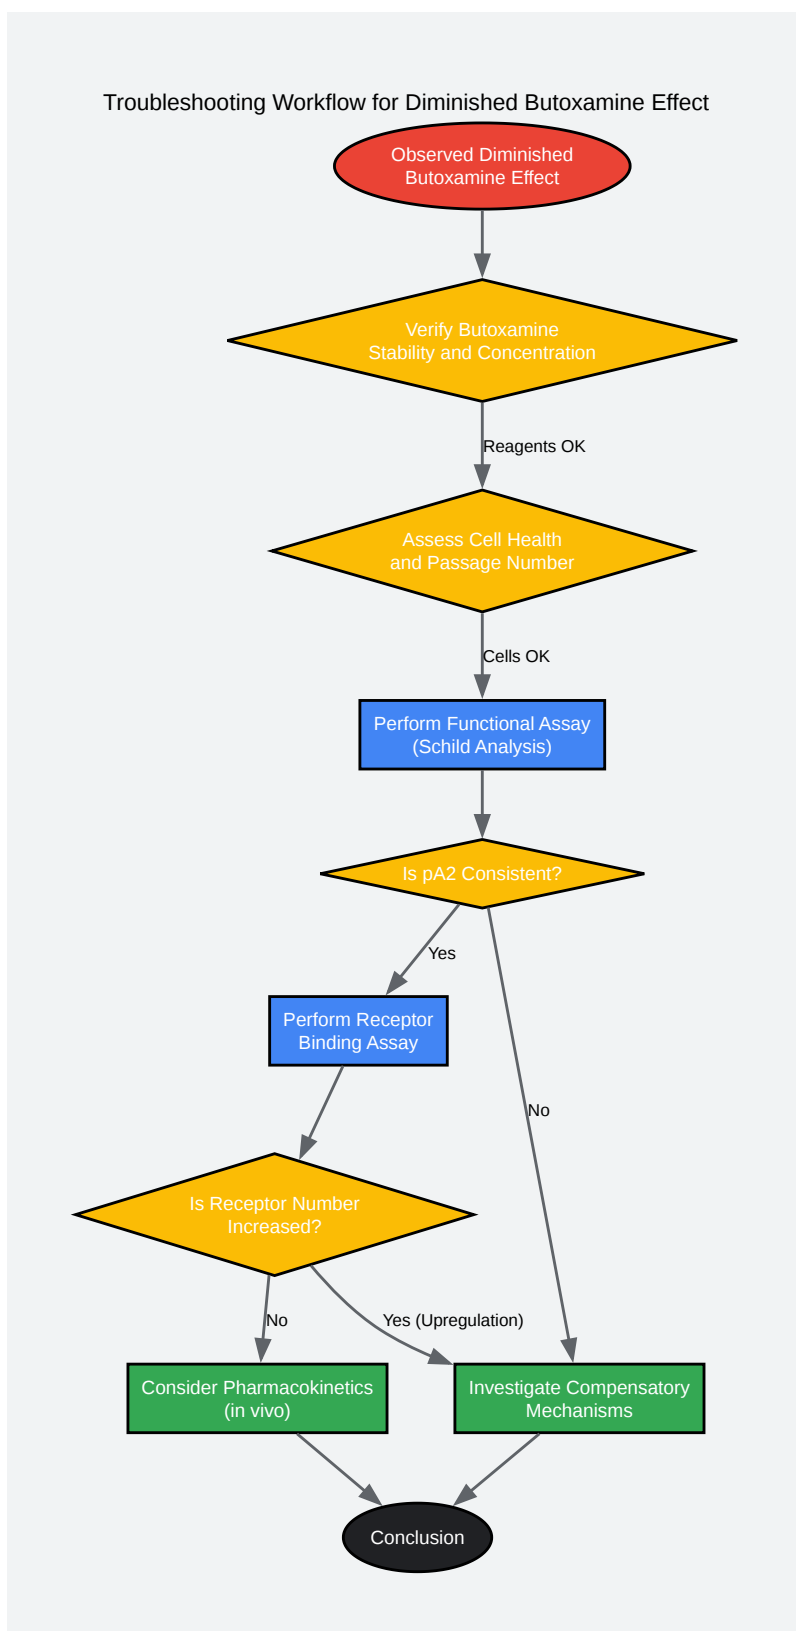 Troubleshooting Workflow for Diminished Butoxamine Effect
Observed Diminished
Butoxamine Effect
Verify Butoxamine
Stability and Concentration
Reagents OK
Assess Cell Health
and Passage Number
Cells OK
Perform Functional Assay
(Schild Analysis)
Is pA2 Consistent?
Yes
Perform Receptor
Binding Assay
No
Is Receptor Number
Increased?
No
Yes (Upregulation)
Consider Pharmacokinetics
(in vivo)
Investigate Compensatory
Mechanisms
Conclusion